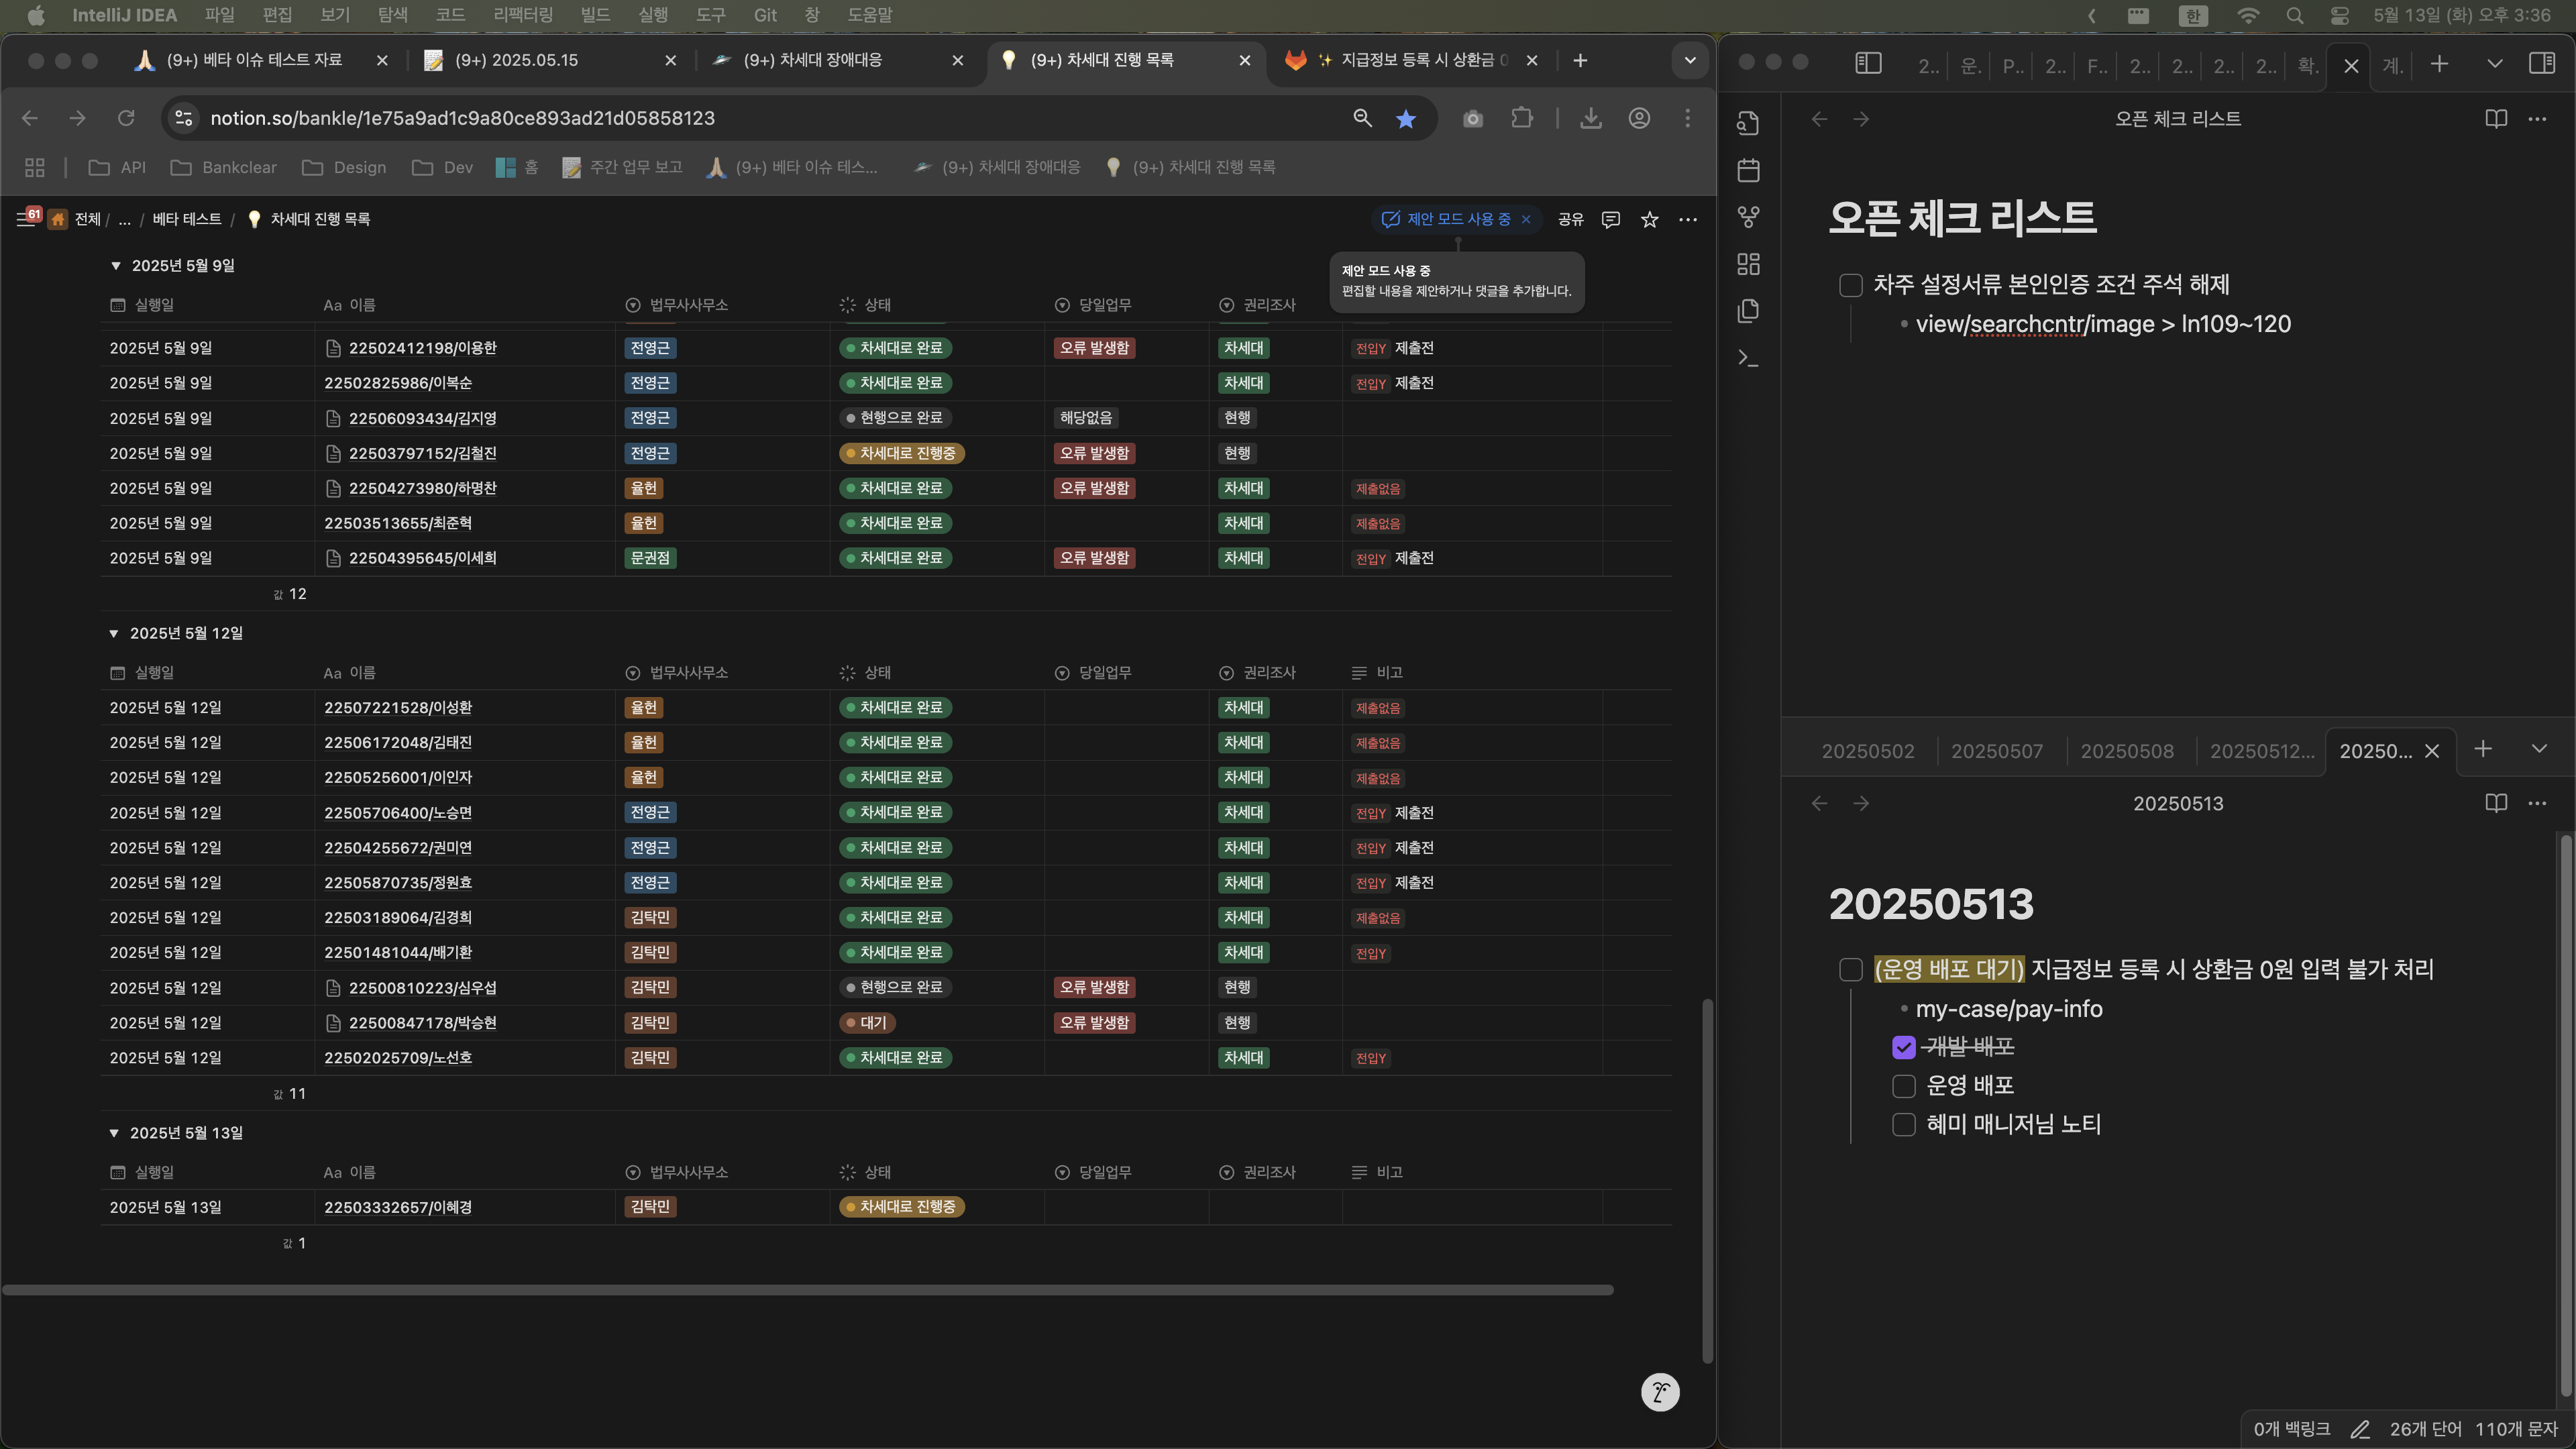 IntelliJ IDEA 파일 편집 보기 탐색 코드 리팩터링 빌드 실행 도구 Git 창 도움말 한 5월 13일 (화) 오후 3:36
(9+) 베타 이슈 테스트 자료 (9+) 2025.05.15 (9+) 차세대 장애대응 (9+) 차세대 진행 목록 지급정보 등록 시 상환금 0
notion.so/bankle/1e75a9ad1c9a80ce893ad21d05858123
API Bankclear Design Dev 홈 주간 업무 보고 (9+) 베타 이슈 테스... (9+) 차세대 장애대응 (9+) 차세대 진행 목록
61 전체 / ... / 베타 테스트 / 차세대 진행 목록 제안 모드 사용 중 공유
제안 모드 사용 중
편집할 내용을 제안하거나 댓글을 추가합니다.
2025년 5월 9일
실행일 Aa 이름 법무사사무소 상태 당일업무 권리조사
2025년 5월 9일 22502412198/이용한 전영근 차세대로 완료 오류 발생함 차세대 전입Y 제출전
2025년 5월 9일 22502825986/이복순 전영근 차세대로 완료 차세대 전입Y 제출전
2025년 5월 9일 22506093434/김지영 전영근 현행으로 완료 해당없음 현행
2025년 5월 9일 22503797152/김철진 전영근 차세대로 진행중 오류 발생함 현행
2025년 5월 9일 22504273980/하명찬 율헌 차세대로 완료 오류 발생함 차세대 제출없음
2025년 5월 9일 22503513655/최준혁 율헌 차세대로 완료 차세대 제출없음
2025년 5월 9일 22504395645/이세희 문권점 차세대로 완료 오류 발생함 차세대 전입Y 제출전
값 12
2025년 5월 12일
실행일 Aa 이름 법무사사무소 상태 당일업무 권리조사 비고
2025년 5월 12일 22507221528/이성환 율헌 차세대로 완료 차세대 제출없음
2025년 5월 12일 22506172048/김태진 율헌 차세대로 완료 차세대 제출없음
2025년 5월 12일 22505256001/이인자 율헌 차세대로 완료 차세대 제출없음
2025년 5월 12일 22505706400/노승면 전영근 차세대로 완료 차세대 전입Y 제출전
2025년 5월 12일 22504255672/권미연 전영근 차세대로 완료 차세대 전입Y 제출전
2025년 5월 12일 22505870735/정원효 전영근 차세대로 완료 차세대 전입Y 제출전
2025년 5월 12일 22503189064/김경희 김탁민 차세대로 완료 차세대 제출없음
2025년 5월 12일 22501481044/배기환 김탁민 차세대로 완료 차세대 전입Y
2025년 5월 12일 22500810223/심우섭 김탁민 현행으로 완료 오류 발생함 현행
2025년 5월 12일 22500847178/박승현 김탁민 대기 오류 발생함 현행
2025년 5월 12일 22502025709/노선호 김탁민 차세대로 완료 차세대 전입Y
값 11
2025년 5월 13일
실행일 Aa 이름 법무사사무소 상태 당일업무 권리조사 비고
2025년 5월 13일 22503332657/이혜경 김탁민 차세대로 진행중
값 1
2.. 운. P.. 2.. F.. 2.. 2.. 2.. 2.. 확. 계.
오픈 체크 리스트
오픈 체크 리스트
차주 설정서류 본인인증 조건 주석 해제
view/searchcntr/image > ln109~120
20250502 20250507 20250508 20250512... 20250...
20250513
20250513
(운영 배포 대기) 지급정보 등록 시 상환금 0원 입력 불가 처리
my-case/pay-info
개발 배포
운영 배포
혜미 매니저님 노티
0개 백링크 26개 단어 110개 문자